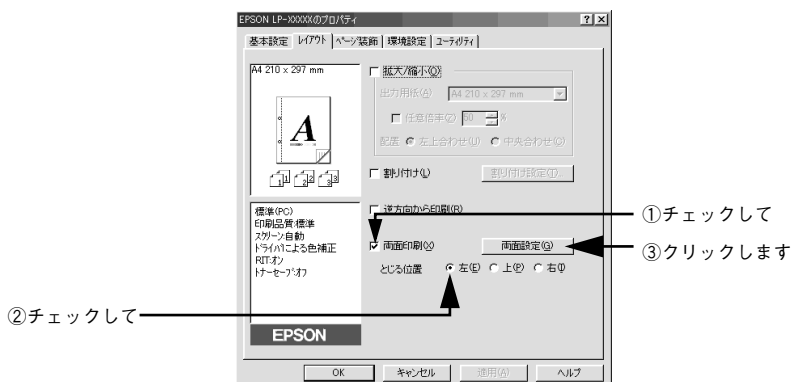 EPSON LP-XXXXXのプロパティ
基本設定 レイアウト ページ装飾 環境設定 ユーティリティ
A4 210 x 297 mm
A
1 1 2 2 3 3
標準(PC)
印刷品質:標準
スクリーン:自動
ドライバによる色補正
RIT:オン
トナーセーブ:オフ
EPSON
拡大/縮小(O)
出力用紙(A) A4 210 x 297 mm
任意倍率(Z) 50 %
配置 左上合わせ(U) 中央合わせ(C)
割り付け(L) 割り付け設定(T)...
逆方向から印刷(R)
両面印刷(X) 両面設定(G)
とじる位置 左(E) 上(P) 右(I)
OK キャンセル 適用(A) ヘルプ
①チェックして
③クリックします
②チェックして